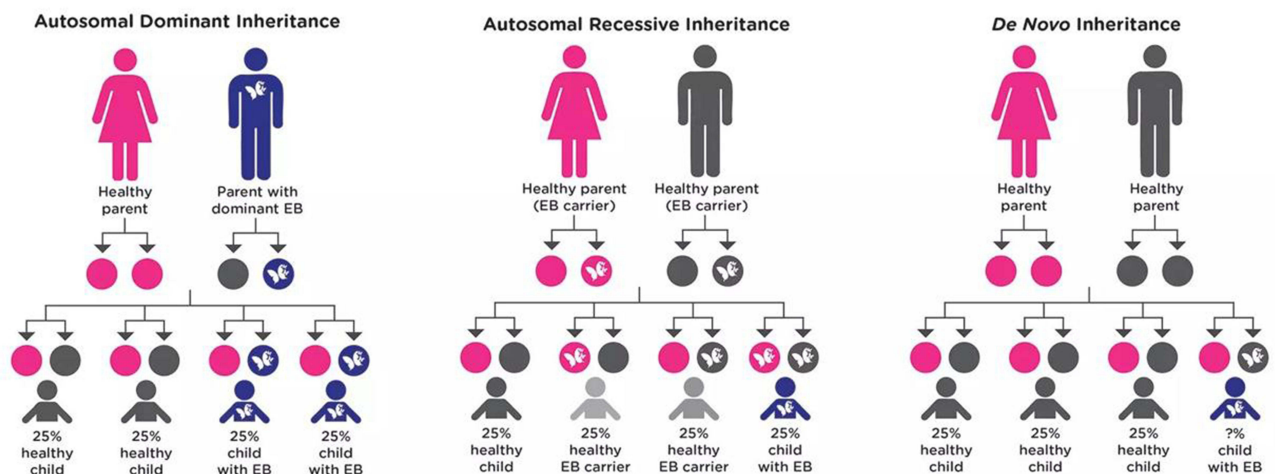 Autosomal Dominant Inheritance
Healthy
parent
Parent with
dominant EB
25%
healthy
child
25%
healthy
child
25%
child
with EB
25%
child
with EB
Autosomal Recessive Inheritance
Healthy parent
(EB carrier)
Healthy parent
(EB carrier)
25%
healthy
child
25%
healthy
EB carrier
25%
healthy
EB carrier
25%
child
with EB
De Novo Inheritance
Healthy
parent
Healthy
parent
25%
healthy
child
25%
healthy
child
25%
healthy
child
?%
child
with EB